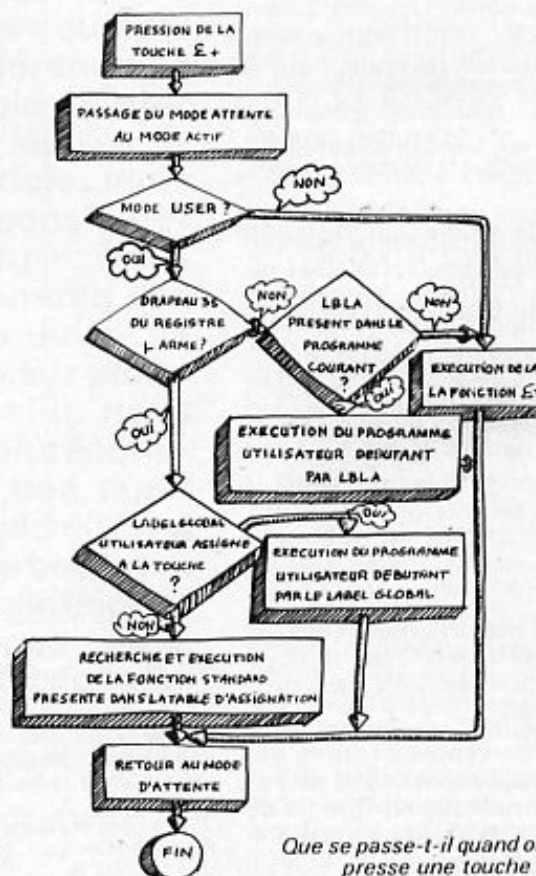 PRESSION DE LA
TOUCHE Σ+
PASSAGE DU MODE ATTENTE
AU MODE ACTIF
MODE USER ?
NON
OUI
DRAPEAU 35
DU REGISTRE
ARME?
NON
LBLA
PRESENT DANS LE
PROGRAMME
COURANT
?
NON
OUI
EXECUTION DE LA
LA FONCTION Σ+
EXECUTION DU PROGRAMME
UTILISATEUR DEBUTANT
PAR LBLA
OUI
LABEL GLOBAL
UTILISATEUR ASSIGNE
A LA TOUCHE
?
OUI
EXECUTION DU PROGRAMME
UTILISATEUR DEBUTANT
PAR LE LABEL GLOBAL
NON
RECHERCHE ET EXECUTION
DE LA FONCTION STANDARD
PRESENTE DANS LA TABLE D'ASSIGNATION
RETOUR AU MODE
D'ATTENTE
FIN
Que se passe-t-il quand o
presse une touche